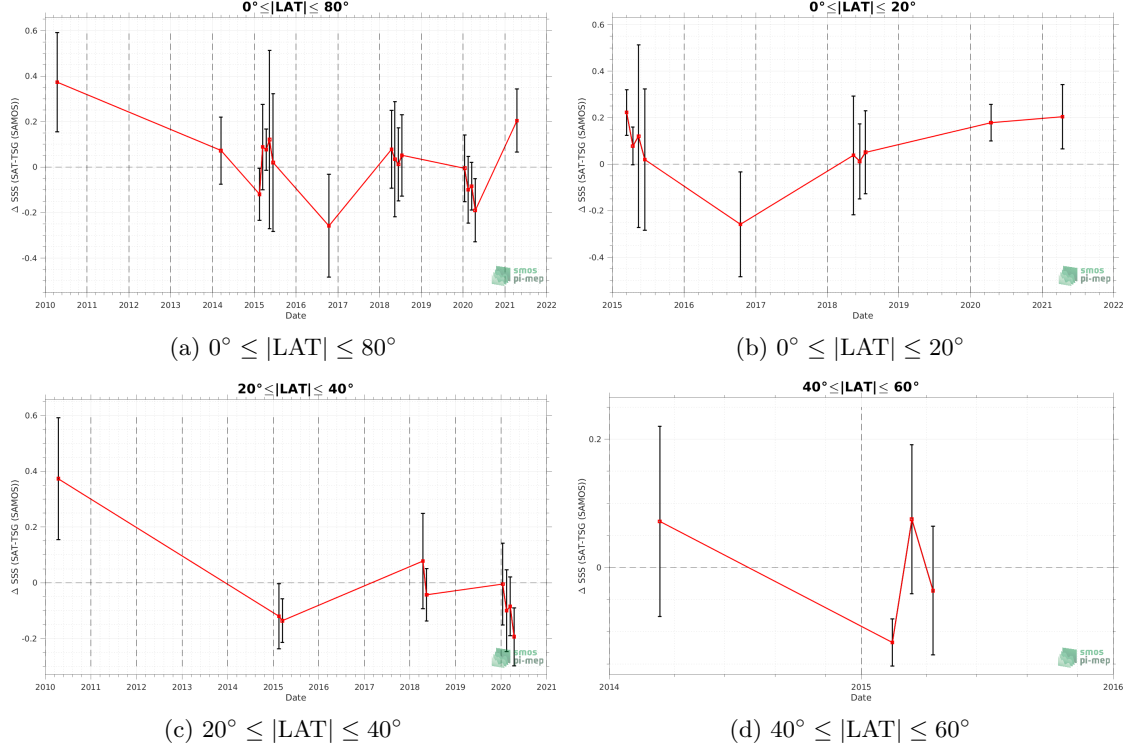 0°≤|LAT|≤ 80°
Δ SSS (SAT-TSG (SAMOS))
0.6
0.4
0.2
0
-0.2
-0.4
2010 2011 2012 2013 2014 2015 2016 2017 2018 2019 2020 2021 2022
Date
smos
pi-mep
(a) 0° ≤ |LAT| ≤ 80°
0°≤|LAT|≤ 20°
Δ SSS (SAT-TSG (SAMOS))
0.6
0.4
0.2
0
-0.2
-0.4
2015 2016 2017 2018 2019 2020 2021 2022
Date
smos
pi-mep
(b) 0° ≤ |LAT| ≤ 20°
20°≤|LAT|≤ 40°
Δ SSS (SAT-TSG (SAMOS))
0.6
0.4
0.2
0
-0.2
2010 2011 2012 2013 2014 2015 2016 2017 2018 2019 2020 2021
Date
smos
pi-mep
(c) 20° ≤ |LAT| ≤ 40°
40°≤|LAT|≤ 60°
Δ SSS (SAT-TSG (SAMOS))
0.2
0
2014 2015 2016
Date
smos
pi-mep
(d) 40° ≤ |LAT| ≤ 60°